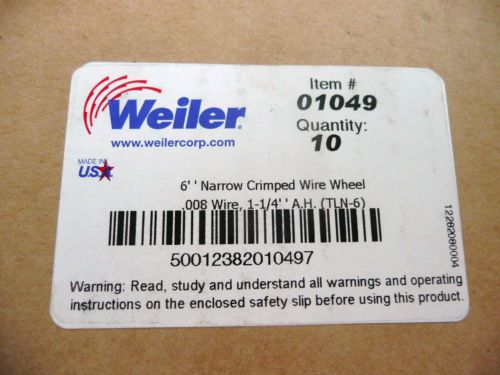 Weiler
www.weilercorp.com
MADE IN
USA
Item #
01049
Quantity:
10
6'' Narrow Crimped Wire Wheel
.008 Wire, 1-1/4'' A.H. (TLN-6)
50012382010497
12262080004
Warning: Read, study and understand all warnings and operating
instructions on the enclosed safety slip before using this product.